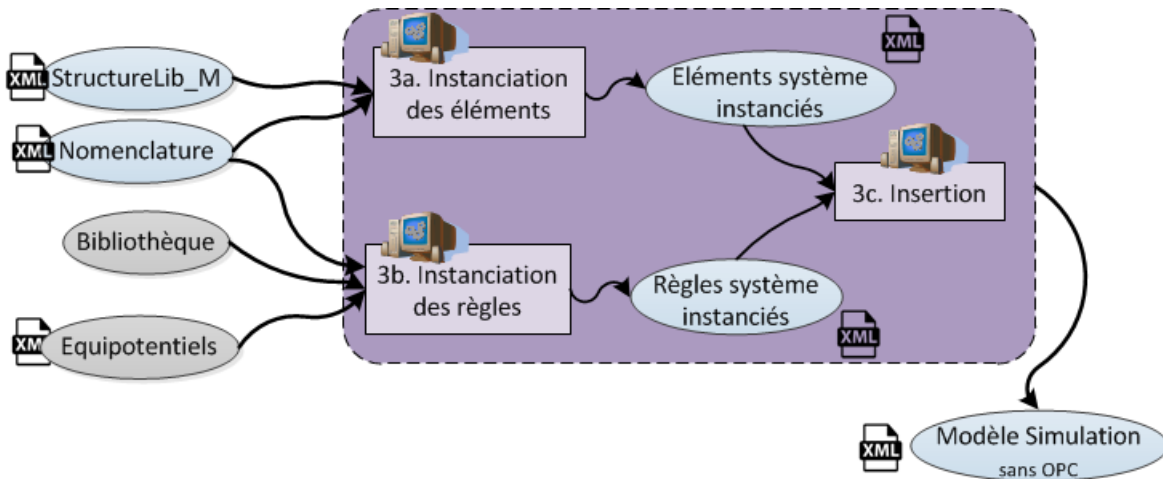 XML
StructureLib_M
XML
Nomenclature
Bibliothèque
XML
Equipotentiels
3a. Instanciation
des éléments
3b. Instanciation
des règles
XML
Eléments système
instanciés
3c. Insertion
Règles système
instanciés
XML
XML
Modèle Simulation
sans OPC